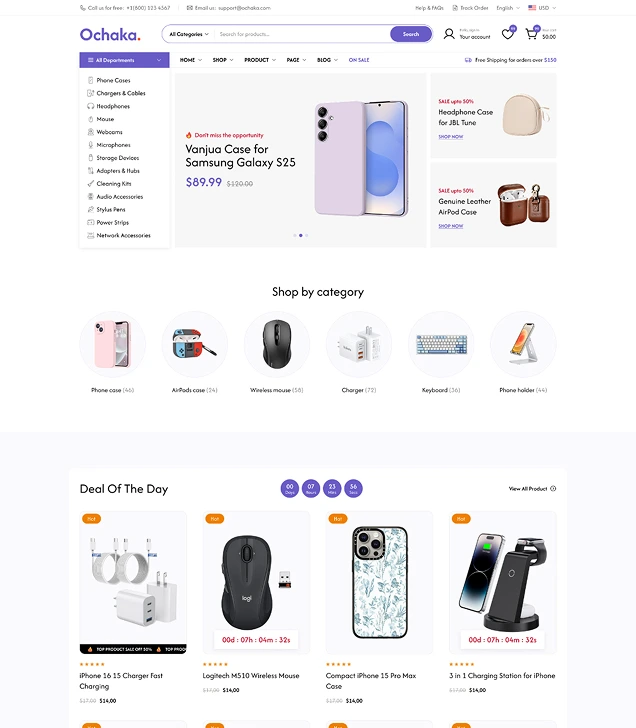 Call us for free: +1(800) 123 4567
Email us: support@ochaka.com
Help & FAQs
Track Order
English
USD
Ochaka.
All Categories
Search for products...
Search
Your account
$0.00
All Departments
HOME
SHOP
PRODUCT
PAGE
BLOG
ON SALE
Free Shipping for orders over $150
Phone Cases
Chargers & Cables
Headphones
Mouse
Webcams
Microphones
Storage Devices
Adapters & Hubs
Cleaning Kits
Audio Accessories
Stylus Pens
Power Strips
Network Accessories
Don't miss the opportunity
Vanjua Case for
Samsung Galaxy S25
$89.99 $120.00
SALE upto 50%
Headphone Case
for JBL Tune
SHOP NOW
SALE upto 50%
Genuine Leather
AirPod Case
SHOP NOW
Shop by category
Phone case (46)
AirPods case (24)
Wireless mouse (58)
Charger (72)
Keyboard (36)
Phone holder (44)
Deal Of The Day
00 Days
07 Hours
23 Mins
56 Secs
View All Product
Hot
TOP PRODUCT SALE OFF 50%
TOP PROD
iPhone 16 15 Charger Fast
Charging
$17,00 $14,00
Hot
logi
00d : 07h : 04m : 32s
Logitech M510 Wireless Mouse
$17,00 $14,00
Hot
Compact iPhone 15 Pro Max
Case
$17,00 $14,00
Hot
00d : 07h : 04m : 32s
3 in 1 Charging Station for iPhone
$17,00 $14,00
Hot
Hot
Hot
Hot